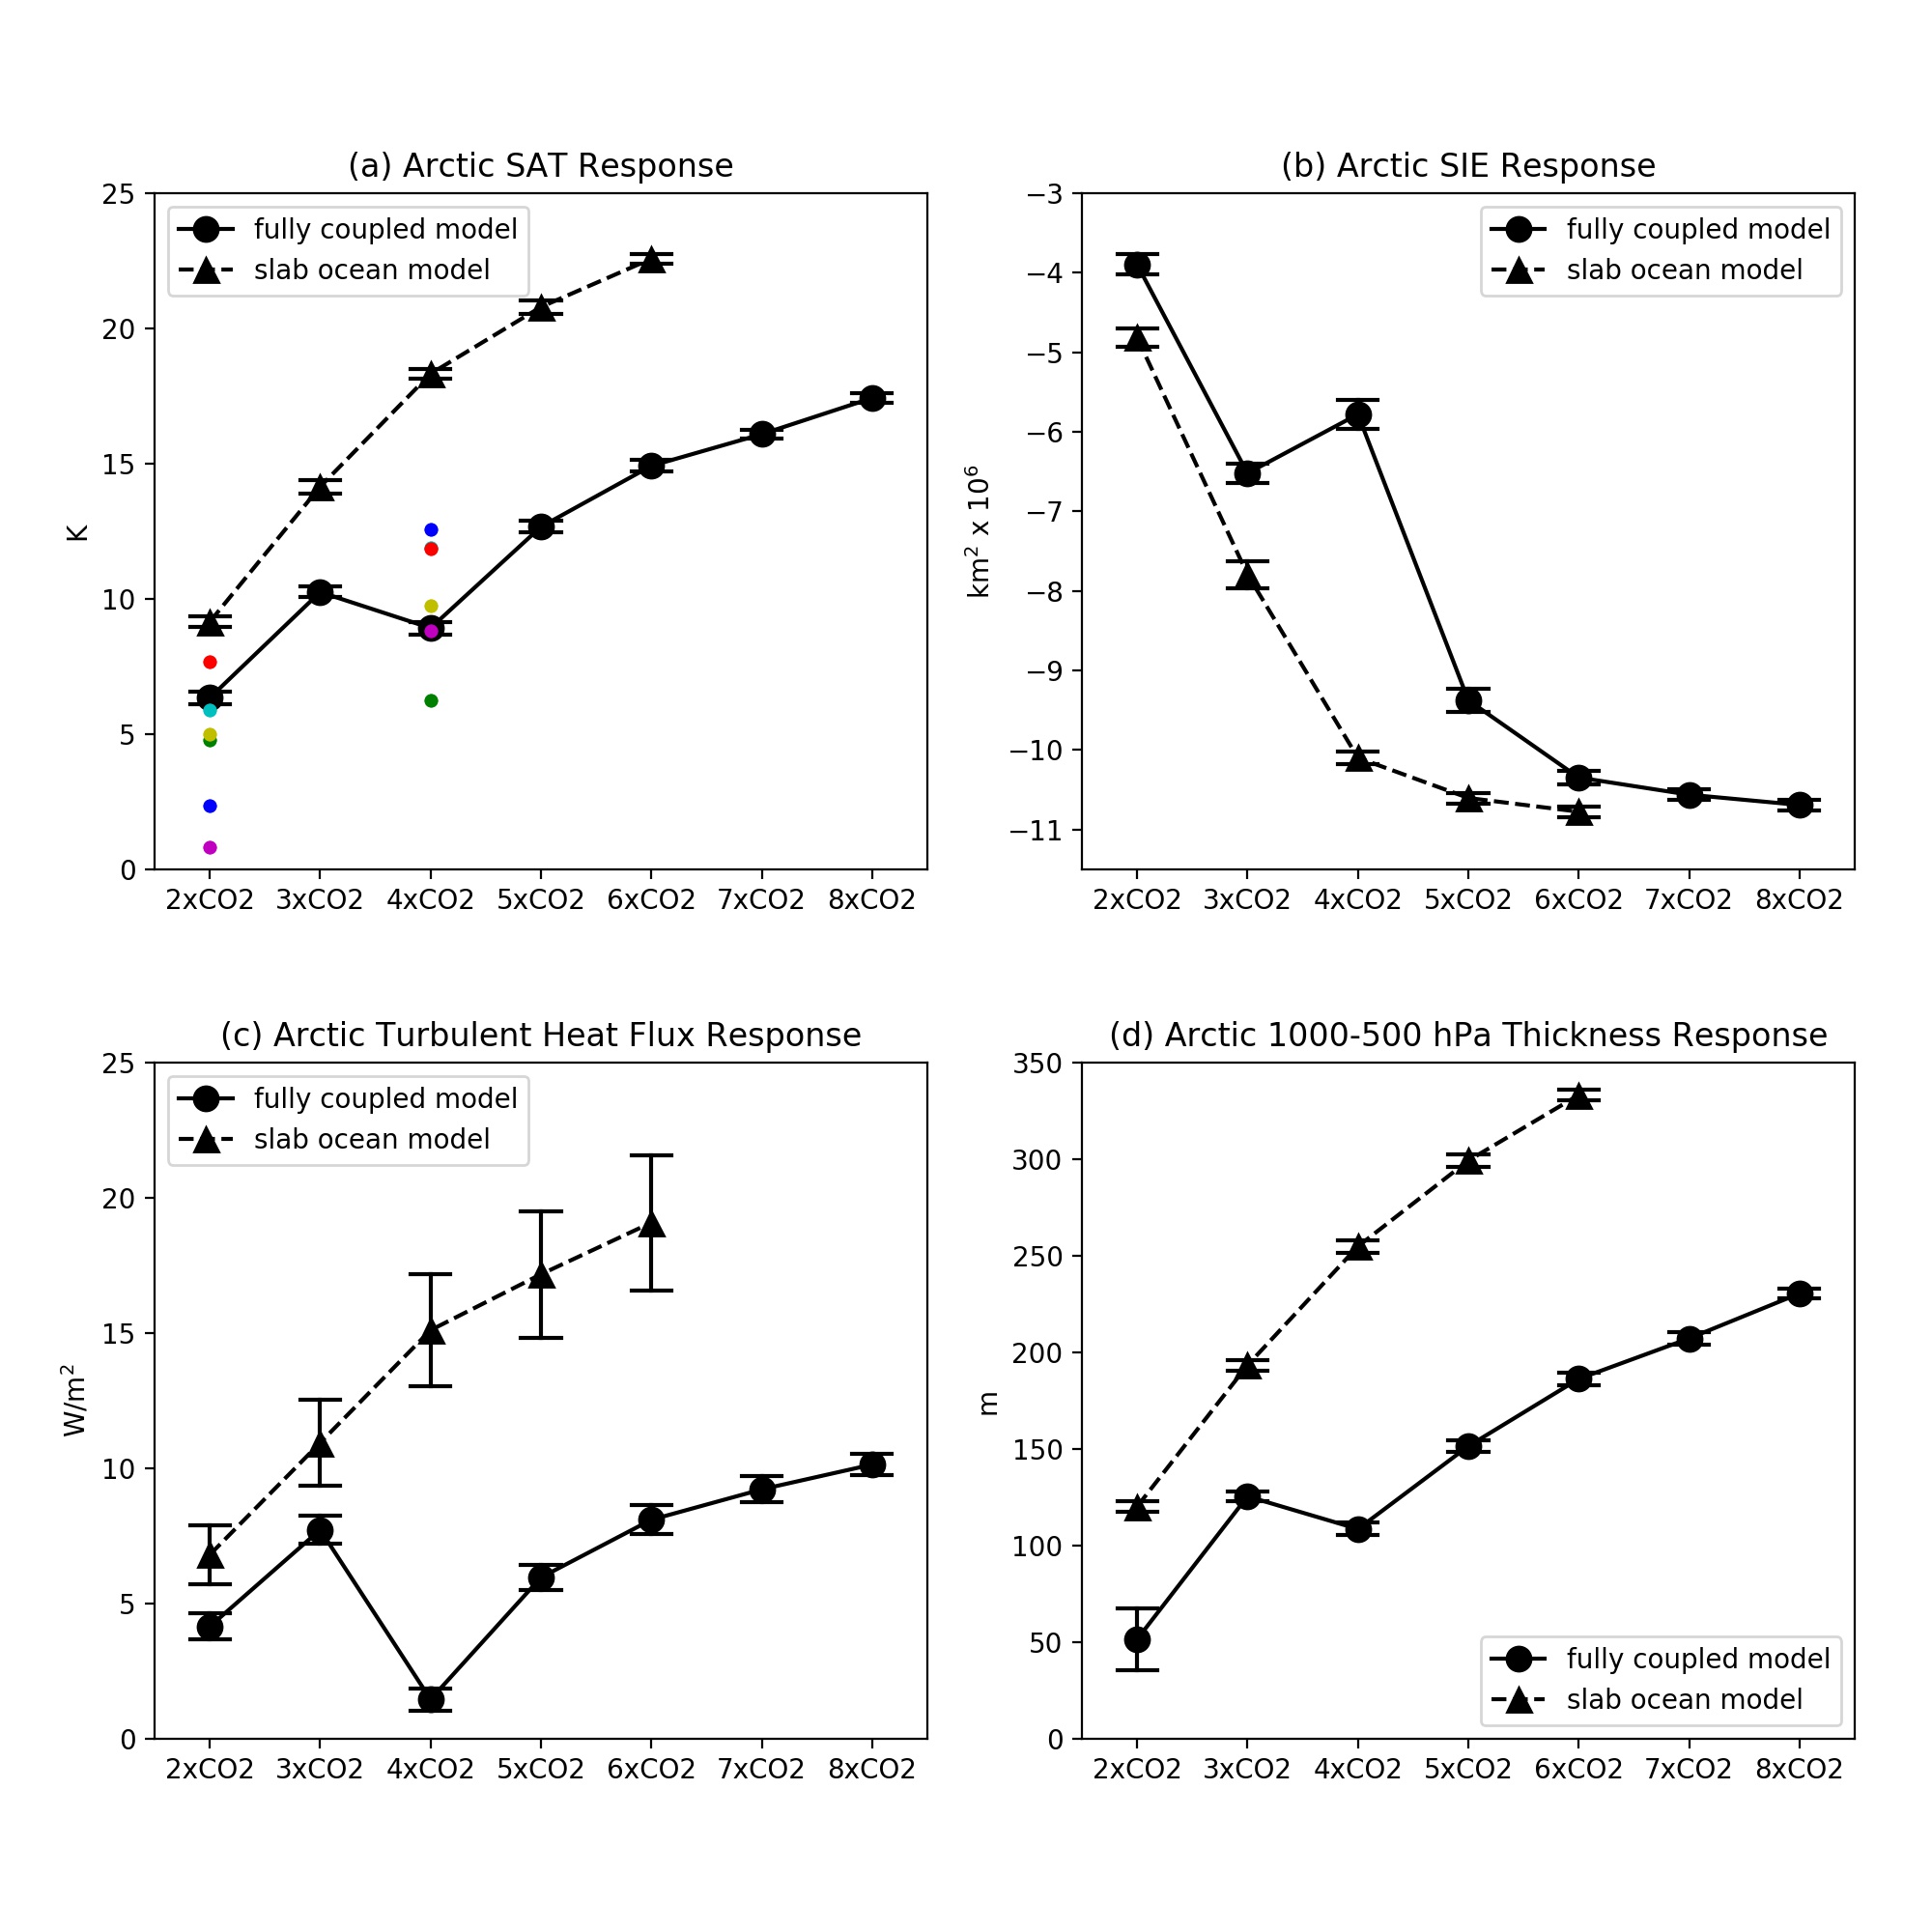 (a) Arctic SAT Response
25
20
15
10
5
0
K
fully coupled model
slab ocean model
2xCO2 3xCO2 4xCO2 5xCO2 6xCO2 7xCO2 8xCO2
(b) Arctic SIE Response
−3
−4
−5
−6
−7
−8
−9
−10
−11
km² x 10⁶
fully coupled model
slab ocean model
2xCO2 3xCO2 4xCO2 5xCO2 6xCO2 7xCO2 8xCO2
(c) Arctic Turbulent Heat Flux Response
25
20
15
10
5
0
W/m²
fully coupled model
slab ocean model
2xCO2 3xCO2 4xCO2 5xCO2 6xCO2 7xCO2 8xCO2
(d) Arctic 1000-500 hPa Thickness Response
350
300
250
200
150
100
50
0
m
fully coupled model
slab ocean model
2xCO2 3xCO2 4xCO2 5xCO2 6xCO2 7xCO2 8xCO2